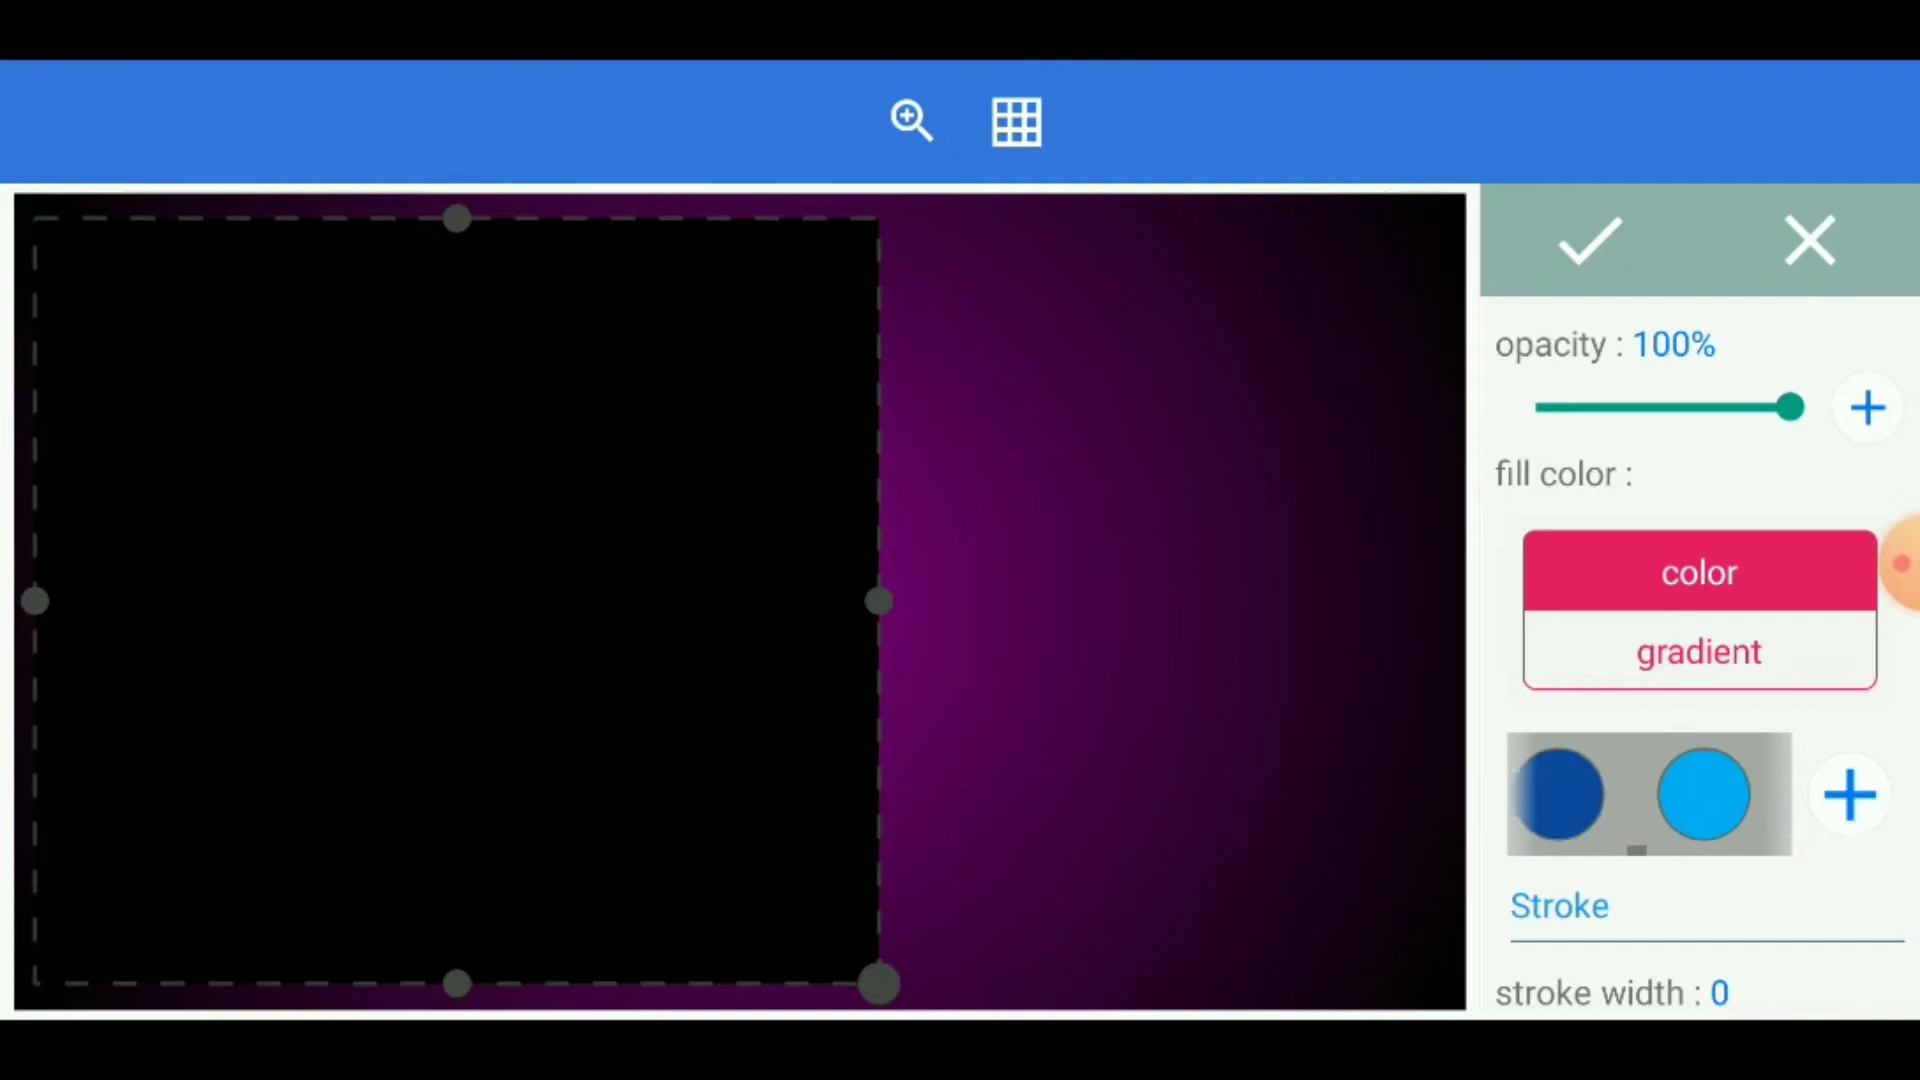 opacity : 100%
fill color :
color
gradient
Stroke
stroke width : 0